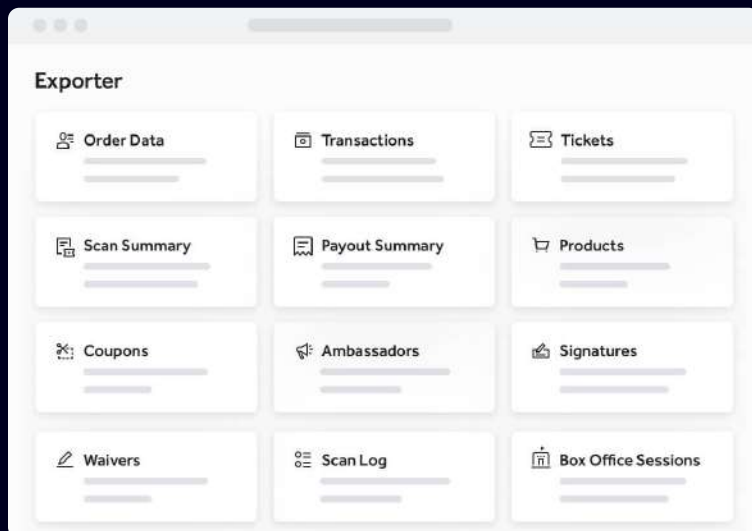 Exporter
Order Data
Transactions
Tickets
Scan Summary
Payout Summary
Products
Coupons
Ambassadors
Signatures
Waivers
Scan Log
Box Office Sessions